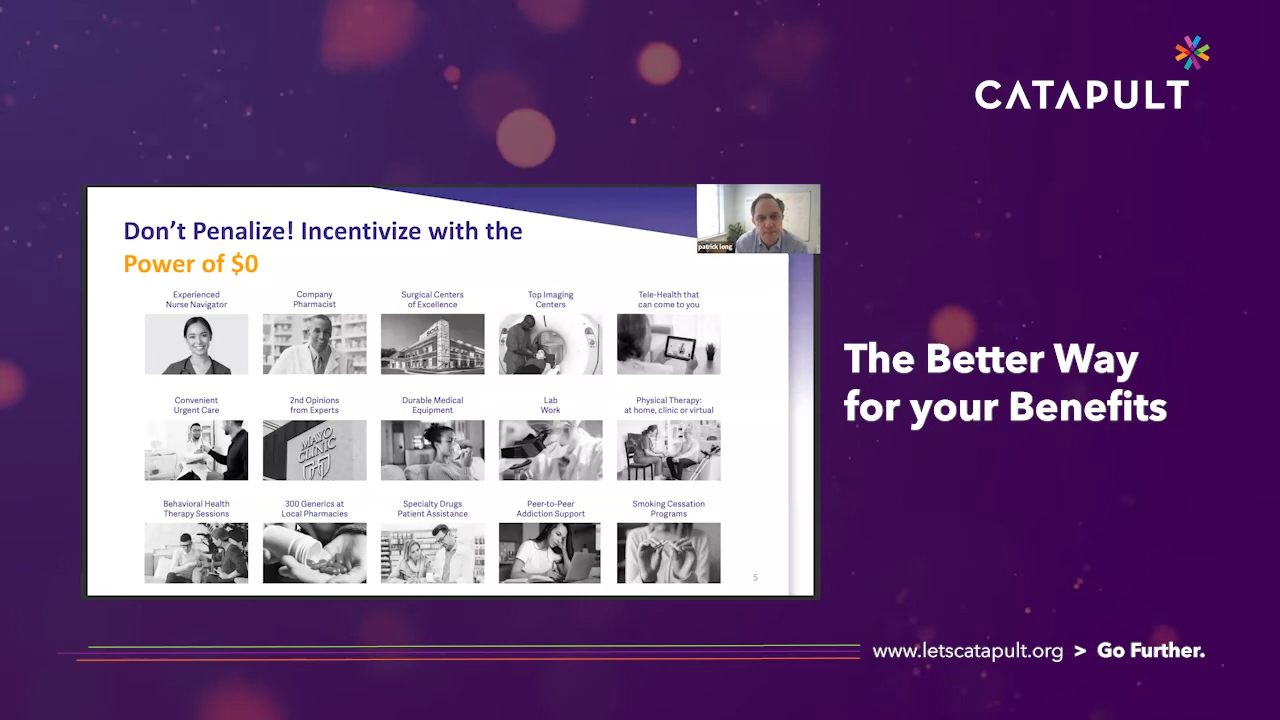 CATAPULT
Don't Penalize! Incentivize with the
Power of $0
patrick long
Experienced
Nurse Navigator
Company
Pharmacist
Surgical Centers
of Excellence
Top Imaging
Centers
Tele-Health that
can come to you
Convenient
Urgent Care
2nd Opinions
from Experts
Durable Medical
Equipment
Lab
Work
Physical Therapy:
at home, clinic or virtual
MAYO
CLINIC
Behavioral Health
Therapy Sessions
300 Generics at
Local Pharmacies
Specialty Drugs
Patient Assistance
Peer-to-Peer
Addiction Support
Smoking Cessation
Programs
5
The Better Way
for your Benefits
www.letscatapult.org > Go Further.